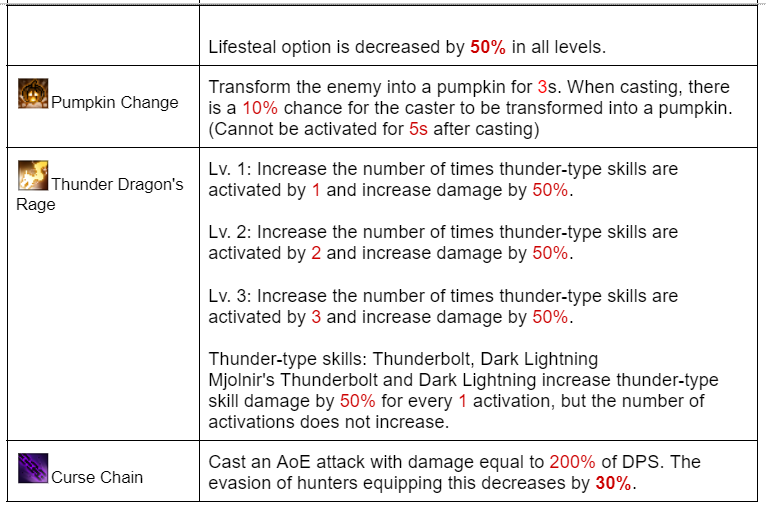 Lifesteal option is decreased by 50% in all levels.
Pumpkin Change
Transform the enemy into a pumpkin for 3s. When casting, there
is a 10% chance for the caster to be transformed into a pumpkin.
(Cannot be activated for 5s after casting)
Thunder Dragon's
Rage
Lv. 1: Increase the number of times thunder-type skills are
activated by 1 and increase damage by 50%.
Lv. 2: Increase the number of times thunder-type skills are
activated by 2 and increase damage by 50%.
Lv. 3: Increase the number of times thunder-type skills are
activated by 3 and increase damage by 50%.
Thunder-type skills: Thunderbolt, Dark Lightning
Mjolnir's Thunderbolt and Dark Lightning increase thunder-type
skill damage by 50% for every 1 activation, but the number of
activations does not increase.
Curse Chain
Cast an AoE attack with damage equal to 200% of DPS. The
evasion of hunters equipping this decreases by 30%.